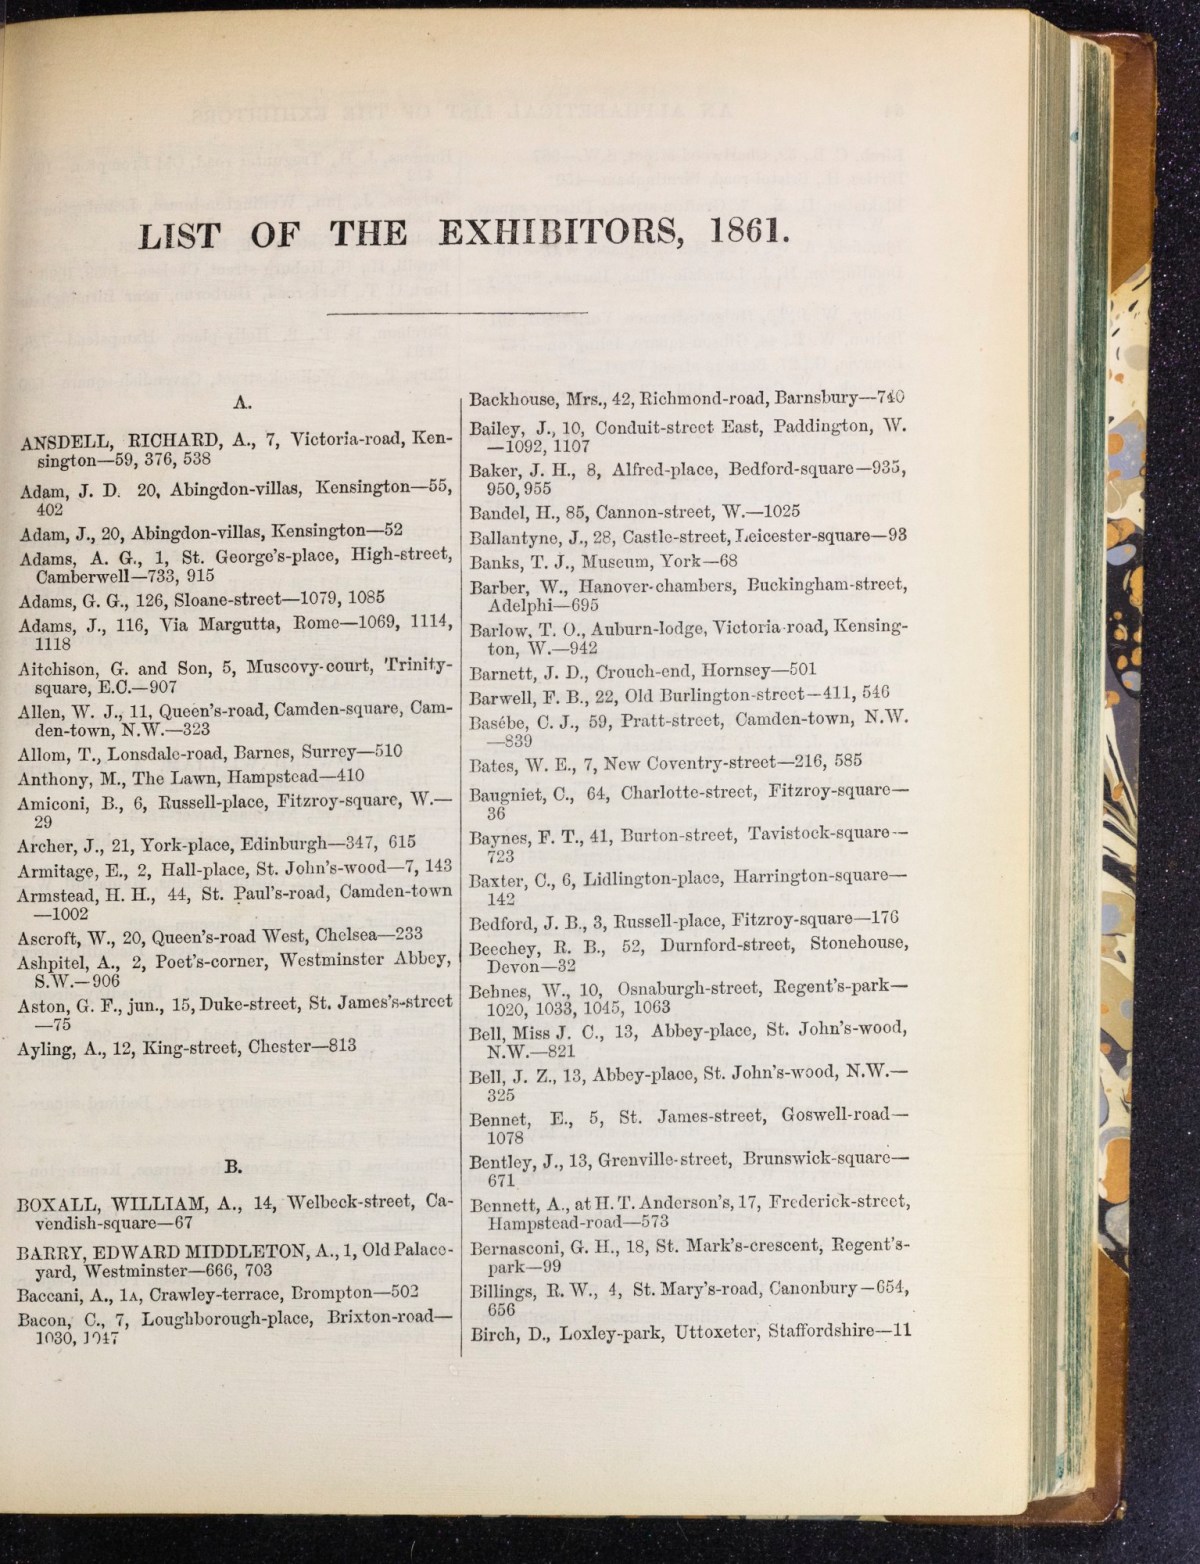 LIST OF THE EXHIBITORS, 1861.
A.
ANSDELL, RICHARD, A., 7, Victoria-road, Ken-
sington—59, 376, 538
Adam, J. D. 20, Abingdon-villas, Kensington—55,
402
Adam, J., 20, Abingdon-villas, Kensington—52
Adams, A. G., 1, St. George's-place, High-street,
Camberwell—733, 915
Adams, G. G., 126, Sloane-street—1079, 1085
Adams, J., 116, Via Margutta, Rome—1069, 1114,
1118
Aitchison, G. and Son, 5, Muscovy-court, Trinity-
square, E.C.—907
Allen, W. J., 11, Queen's-road, Camden-square, Cam-
den-town, N.W.—323
Allom, T., Lonsdale-road, Barnes, Surrey—510
Anthony, M., The Lawn, Hampstead—410
Amiconi, B., 6, Russell-place, Fitzroy-square, W.—
29
Archer, J., 21, York-place, Edinburgh—347, 615
Armitage, E., 2, Hall-place, St. John's-wood—7, 143
Armstead, H. H., 44, St. Paul's-road, Camden-town
—1002
Ascroft, W., 20, Queen's-road West, Chelsea—233
Ashpitel, A., 2, Poet's-corner, Westminster Abbey,
S.W.—906
Aston, G. F., jun., 15, Duke-street, St. James's-street
—75
Ayling, A., 12, King-street, Chester—813
B.
BOXALL, WILLIAM, A., 14, Welbeck-street, Ca-
vendish-square—67
BARRY, EDWARD MIDDLETON, A., 1, Old Palace-
yard, Westminster—666, 703
Baccani, A., 1A, Crawley-terrace, Brompton—502
Bacon, C., 7, Loughborough-place, Brixton-road—
1030, 1047
Backhouse, Mrs., 42, Richmond-road, Barnsbury—740
Bailey, J., 10, Conduit-street East, Paddington, W.
—1092, 1107
Baker, J. H., 8, Alfred-place, Bedford-square—935,
950, 955
Bandel, H., 85, Cannon-street, W.—1025
Ballantyne, J., 28, Castle-street, Leicester-square—93
Banks, T. J., Museum, York—68
Barber, W., Hanover-chambers, Buckingham-street,
Adelphi—695
Barlow, T. O., Auburn-lodge, Victoria-road, Kensing-
ton, W.—942
Barnett, J. D., Crouch-end, Hornsey—501
Barwell, F. B., 22, Old Burlington-street—411, 546
Basébe, C. J., 59, Pratt-street, Camden-town, N.W.
—839
Bates, W. E., 7, New Coventry-street—216, 585
Baugniet, C., 64, Charlotte-street, Fitzroy-square—
36
Baynes, F. T., 41, Burton-street, Tavistock-square—
723
Baxter, C., 6, Lidlington-place, Harrington-square—
142
Bedford, J. B., 3, Russell-place, Fitzroy-square—176
Beechey, R. B., 52, Durnford-street, Stonehouse,
Devon—32
Behnes, W., 10, Osnaburgh-street, Regent's-park—
1020, 1033, 1045, 1063
Bell, Miss J. C., 13, Abbey-place, St. John's-wood,
N.W.—821
Bell, J. Z., 13, Abbey-place, St. John's-wood, N.W.—
325
Bennet, E., 5, St. James-street, Goswell-road—
1078
Bentley, J., 13, Grenville-street, Brunswick-square—
671
Bennett, A., at H. T. Anderson's, 17, Frederick-street,
Hampstead-road—573
Bernasconi, G. H., 18, St. Mark's-crescent, Regent's-
park—99
Billings, R. W., 4, St. Mary's-road, Canonbury—654,
656
Birch, D., Loxley-park, Uttoxeter, Staffordshire—11